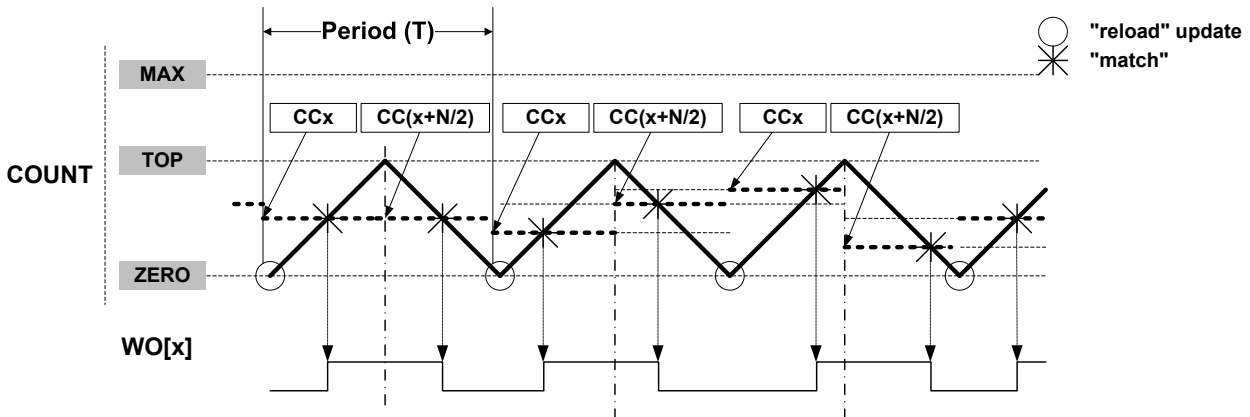 Period (T)
"reload" update
"match"
MAX
CCx
CC(x+N/2)
CCx
CC(x+N/2)
CCx
CC(x+N/2)
TOP
COUNT
ZERO
WO[x]